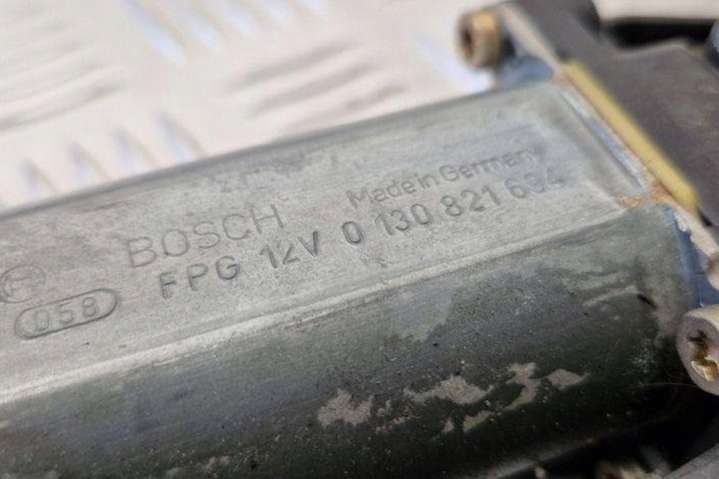 BOSCH Made in Germany
FPG 12V 0 130 821 694
058